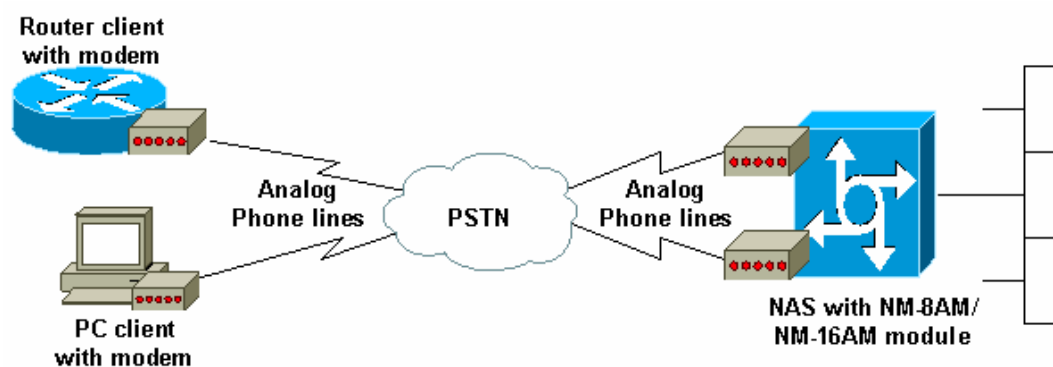 Router client
with modem
Analog
Phone lines
PSTN
Analog
Phone lines
PC client
with modem
NAS with NM-8AM/
NM-16AM module